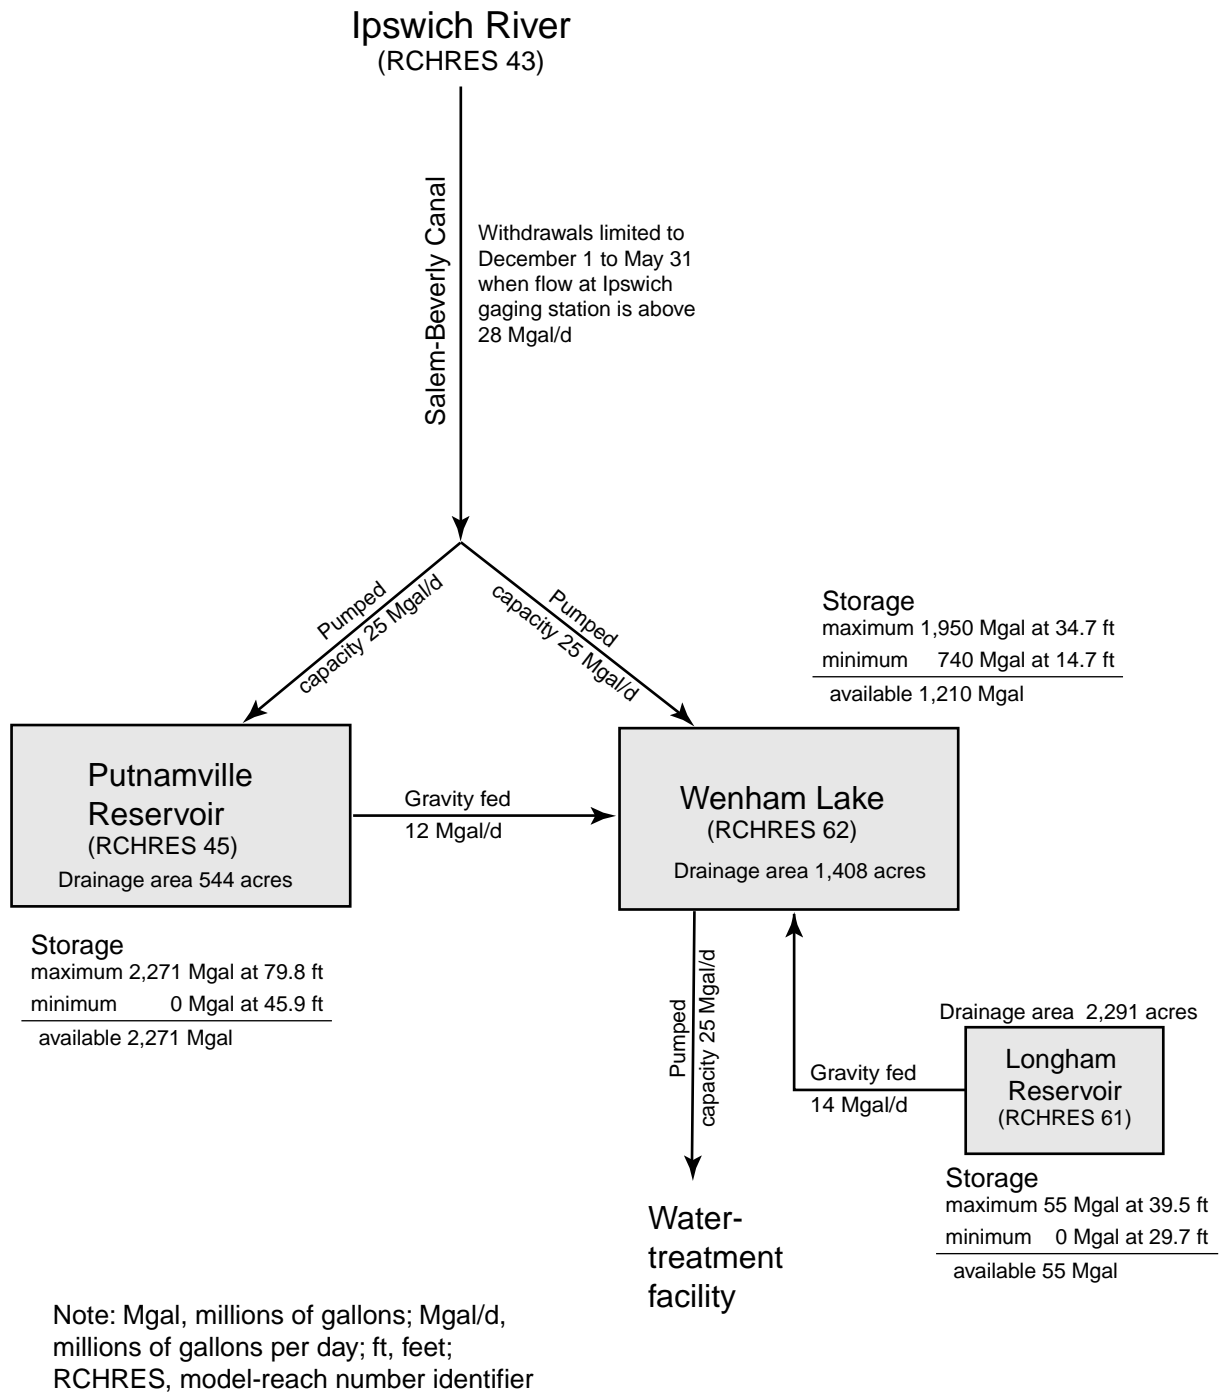 Ipswich River
(RCHRES 43)
Salem-Beverly Canal
Withdrawals limited to
December 1 to May 31
when flow at Ipswich
gaging station is above
28 Mgal/d
Pumped
capacity 25 Mgal/d
Pumped
capacity 25 Mgal/d
Storage
maximum 1,950 Mgal at 34.7 ft
minimum 740 Mgal at 14.7 ft
available 1,210 Mgal
Putnamville
Reservoir
(RCHRES 45)
Drainage area 544 acres
Gravity fed
12 Mgal/d
Wenham Lake
(RCHRES 62)
Drainage area 1,408 acres
Storage
maximum 2,271 Mgal at 79.8 ft
minimum 0 Mgal at 45.9 ft
available 2,271 Mgal
Pumped
capacity 25 Mgal/d
Drainage area 2,291 acres
Longham
Reservoir
(RCHRES 61)
Gravity fed
14 Mgal/d
Storage
maximum 55 Mgal at 39.5 ft
minimum 0 Mgal at 29.7 ft
available 55 Mgal
Water-
treatment
facility
Note: Mgal, millions of gallons; Mgal/d,
millions of gallons per day; ft, feet;
RCHRES, model-reach number identifier